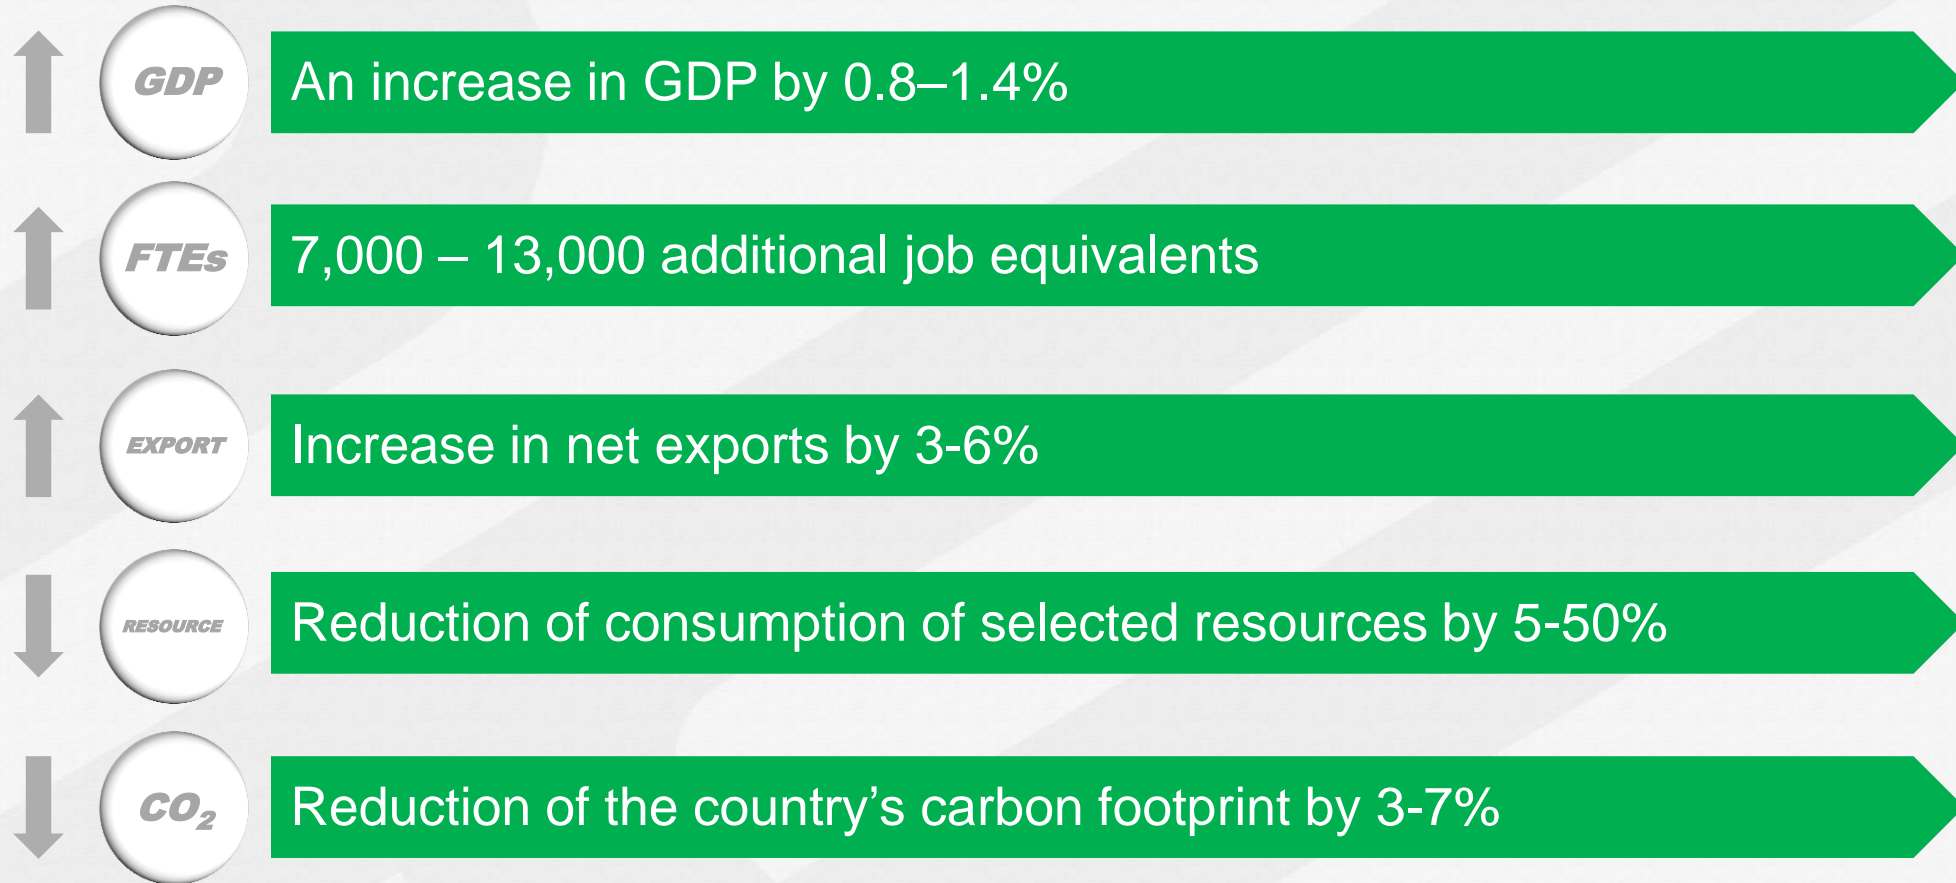 GDP
An increase in GDP by 0.8–1.4%
FTEs
7,000 – 13,000 additional job equivalents
EXPORT
Increase in net exports by 3-6%
RESOURCE
Reduction of consumption of selected resources by 5-50%
CO₂
Reduction of the country’s carbon footprint by 3-7%